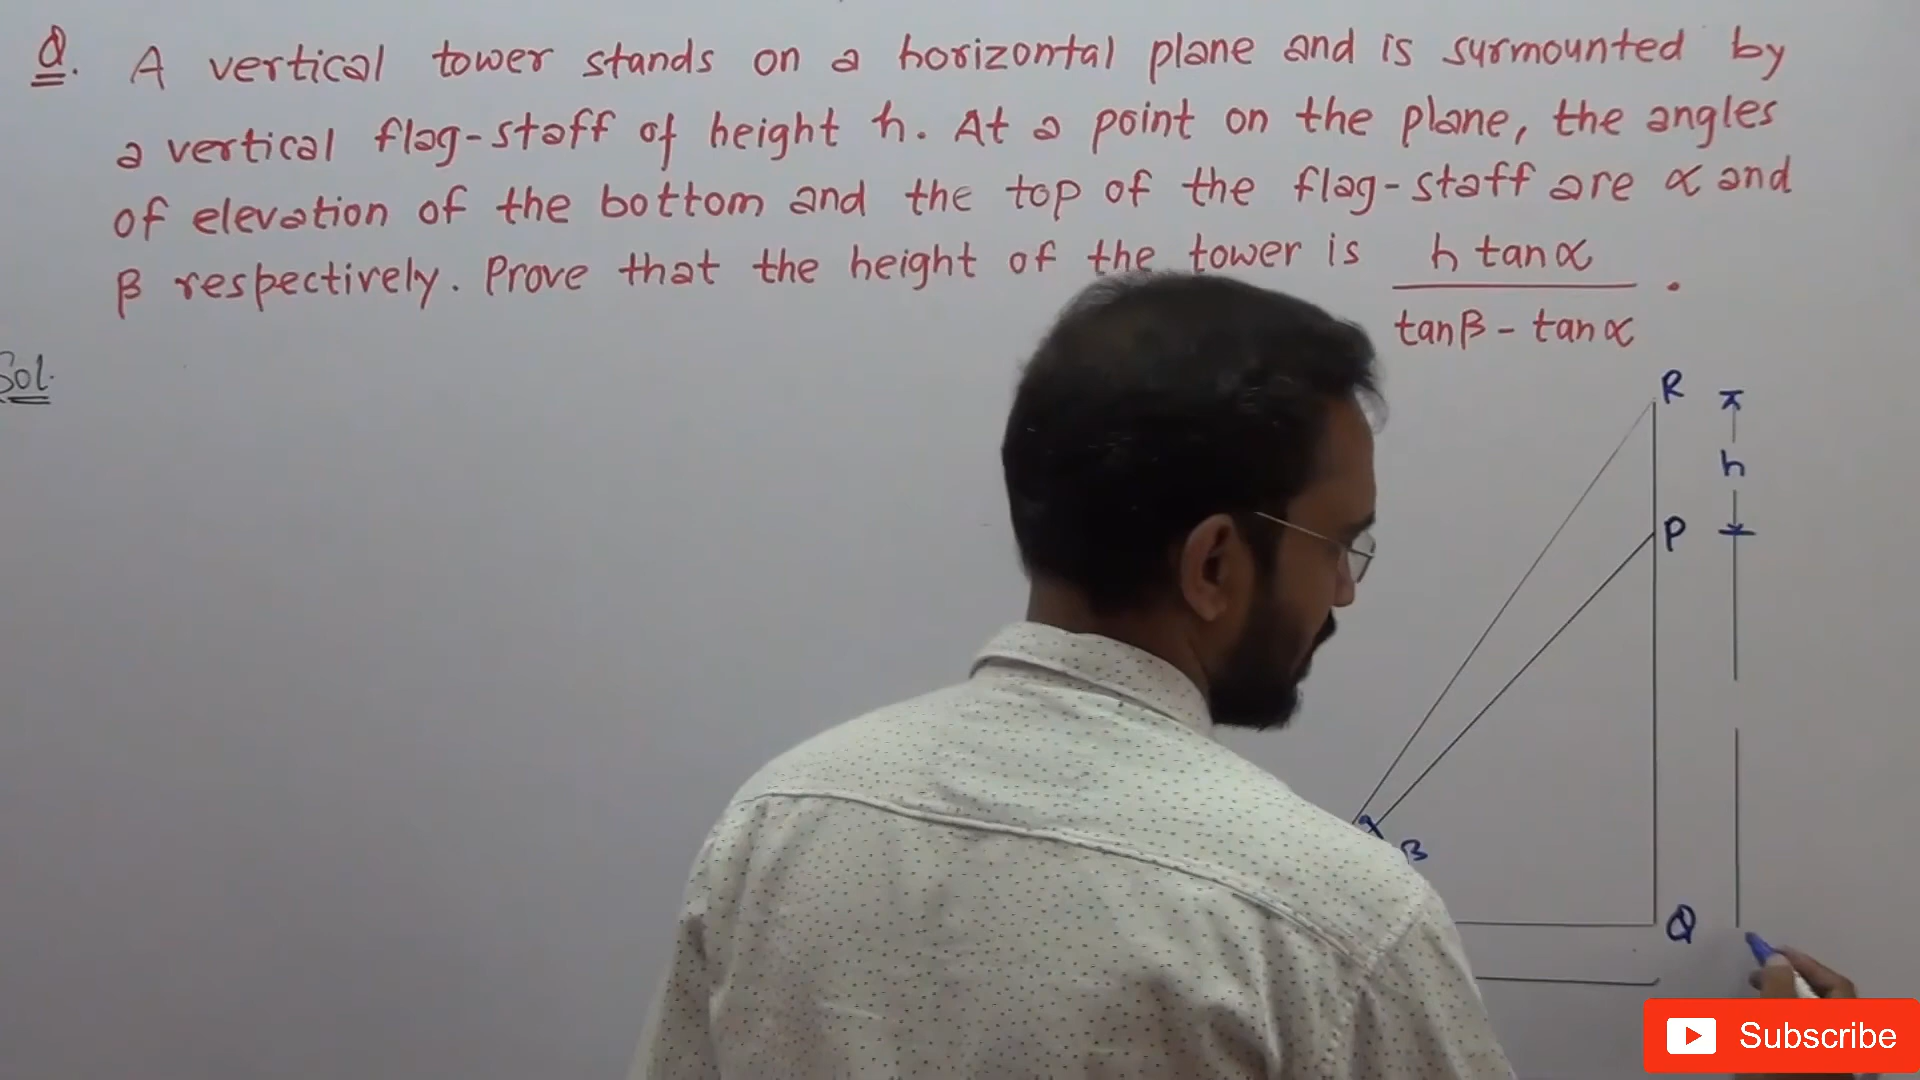 Q. A vertical tower stands on a horizontal plane and is surmounted by
a vertical flag-staff of height h. At a point on the plane, the angles
of elevation of the bottom and the top of the flag-staff are α and
β respectively. Prove that the height of the tower is h tanα
tanβ - tanα .
Sol.
R
h
P
α
β
Q
Subscribe